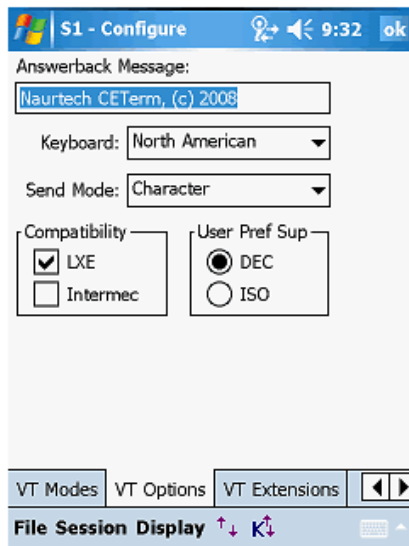 S1 - Configure 9:32 ok
Answerback Message:
Naurtech CETerm, (c) 2008
Keyboard: North American
Send Mode: Character
Compatibility User Pref Sup
LXE DEC
Intermec ISO
VT Modes VT Options VT Extensions
File Session Display K